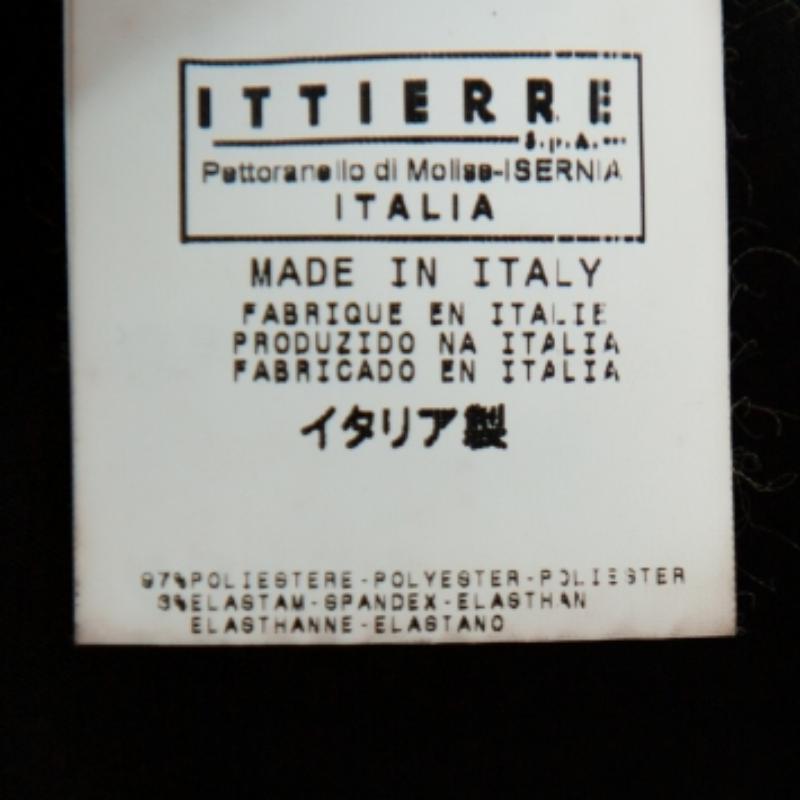 ITTIERRE
S.p.A.
Pettoranello di Molise-ISERNIA
ITALIA
MADE IN ITALY
FABRIQUE EN ITALIE
PRODUZIDO NA ITALIA
FABRICADO EN ITALIA
イタリア製
97%POLIESTERE-POLYESTER-POLIESTER
3%ELASTAM-SPANDEX-ELASTHAN
ELASTHANNE-ELASTANO